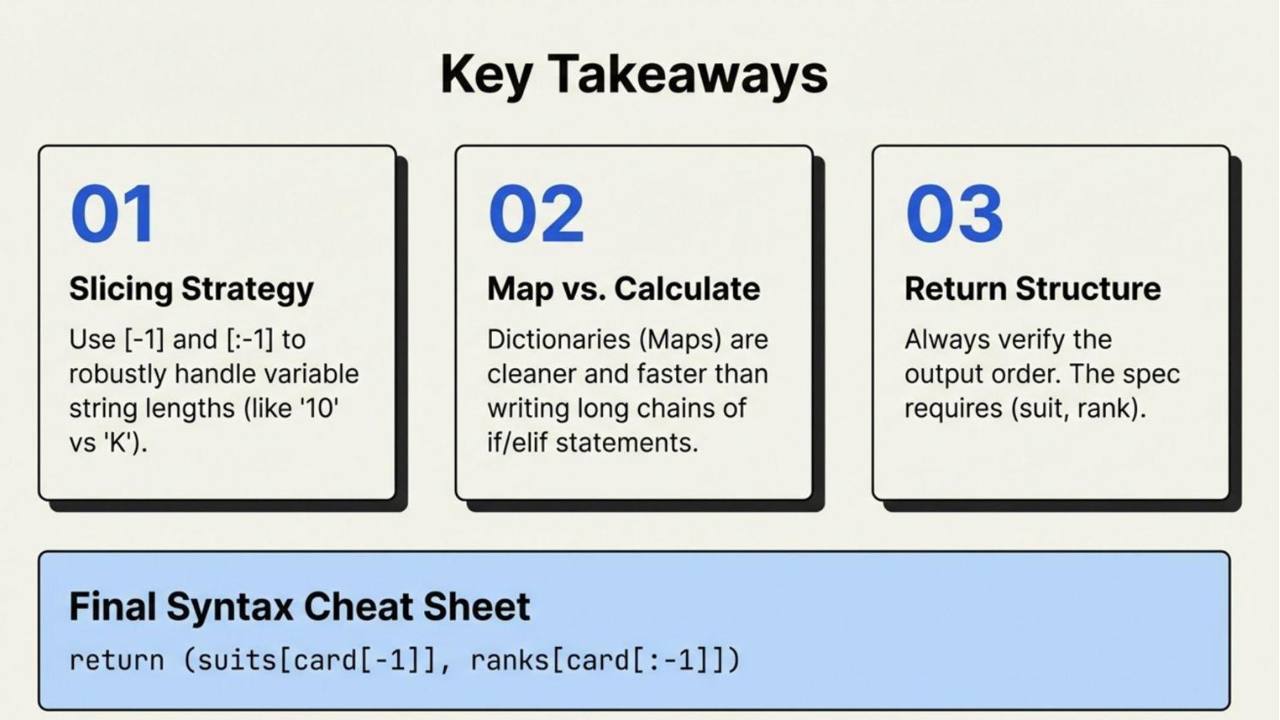 Key Takeaways
01
Slicing Strategy
Use [-1] and [:-1] to
robustly handle variable
string lengths (like '10'
vs 'K').
02
Map vs. Calculate
Dictionaries (Maps) are
cleaner and faster than
writing long chains of
if/elif statements.
03
Return Structure
Always verify the
output order. The spec
requires (suit, rank).
Final Syntax Cheat Sheet
return (suits[card[-1]], ranks[card[:-1]])